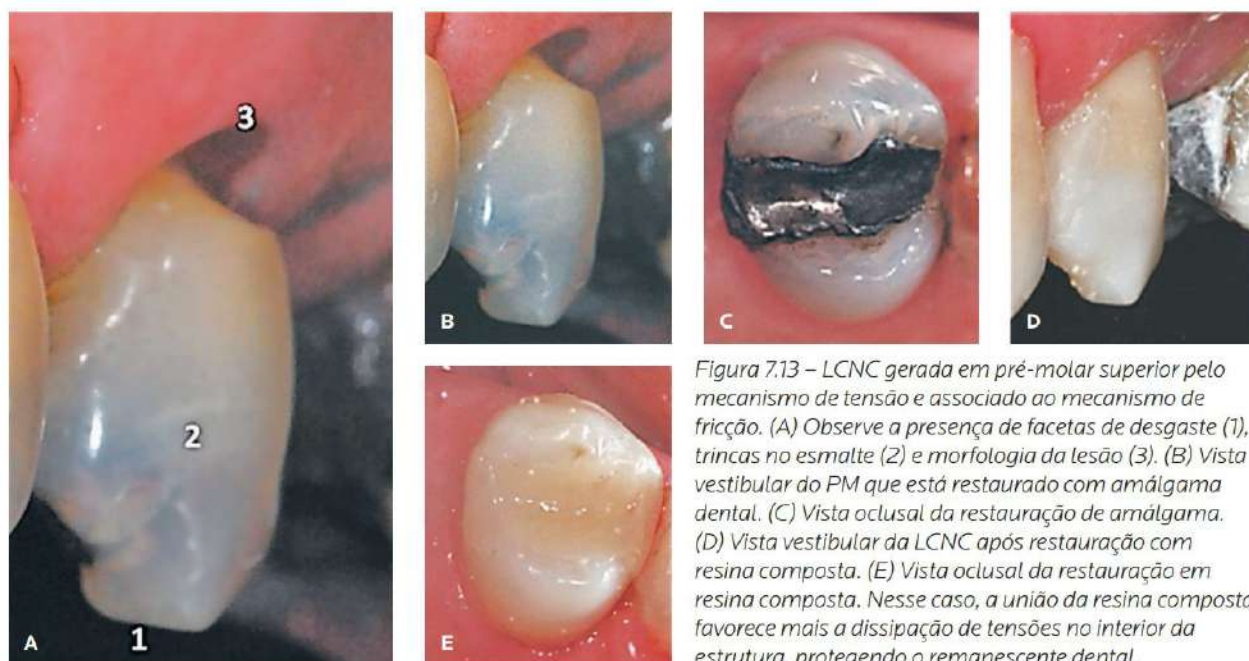 3
2
A
1
B
C
D
E
Figura 7.13 – LCNC gerada em pré-molar superior pelo
mecanismo de tensão e associado ao mecanismo de
fricção. (A) Observe a presença de facetas de desgaste (1),
trincas no esmalte (2) e morfologia da lesão (3). (B) Vista
vestibular do PM que está restaurado com amálgama
dental. (C) Vista oclusal da restauração de amálgama.
(D) Vista vestibular da LCNC após restauração com
resina composta. (E) Vista oclusal da restauração em
resina composta. Nesse caso, a união da resina composta
favorece mais a dissipação de tensões no interior da
estrutura, protegendo o remanescente dental